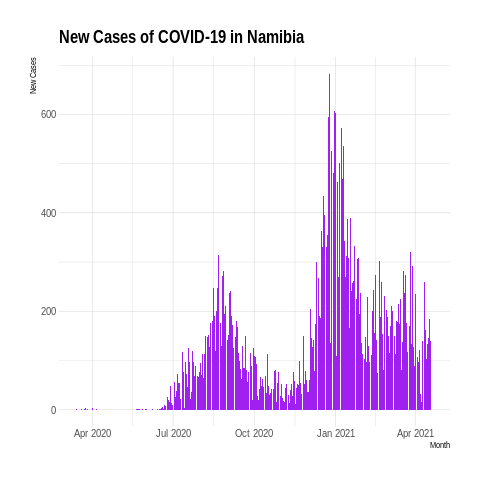 New Cases of COVID-19 in Namibia
New Cases
600
400
200
0
Apr 2020 Jul 2020 Oct 2020 Jan 2021 Apr 2021
Month